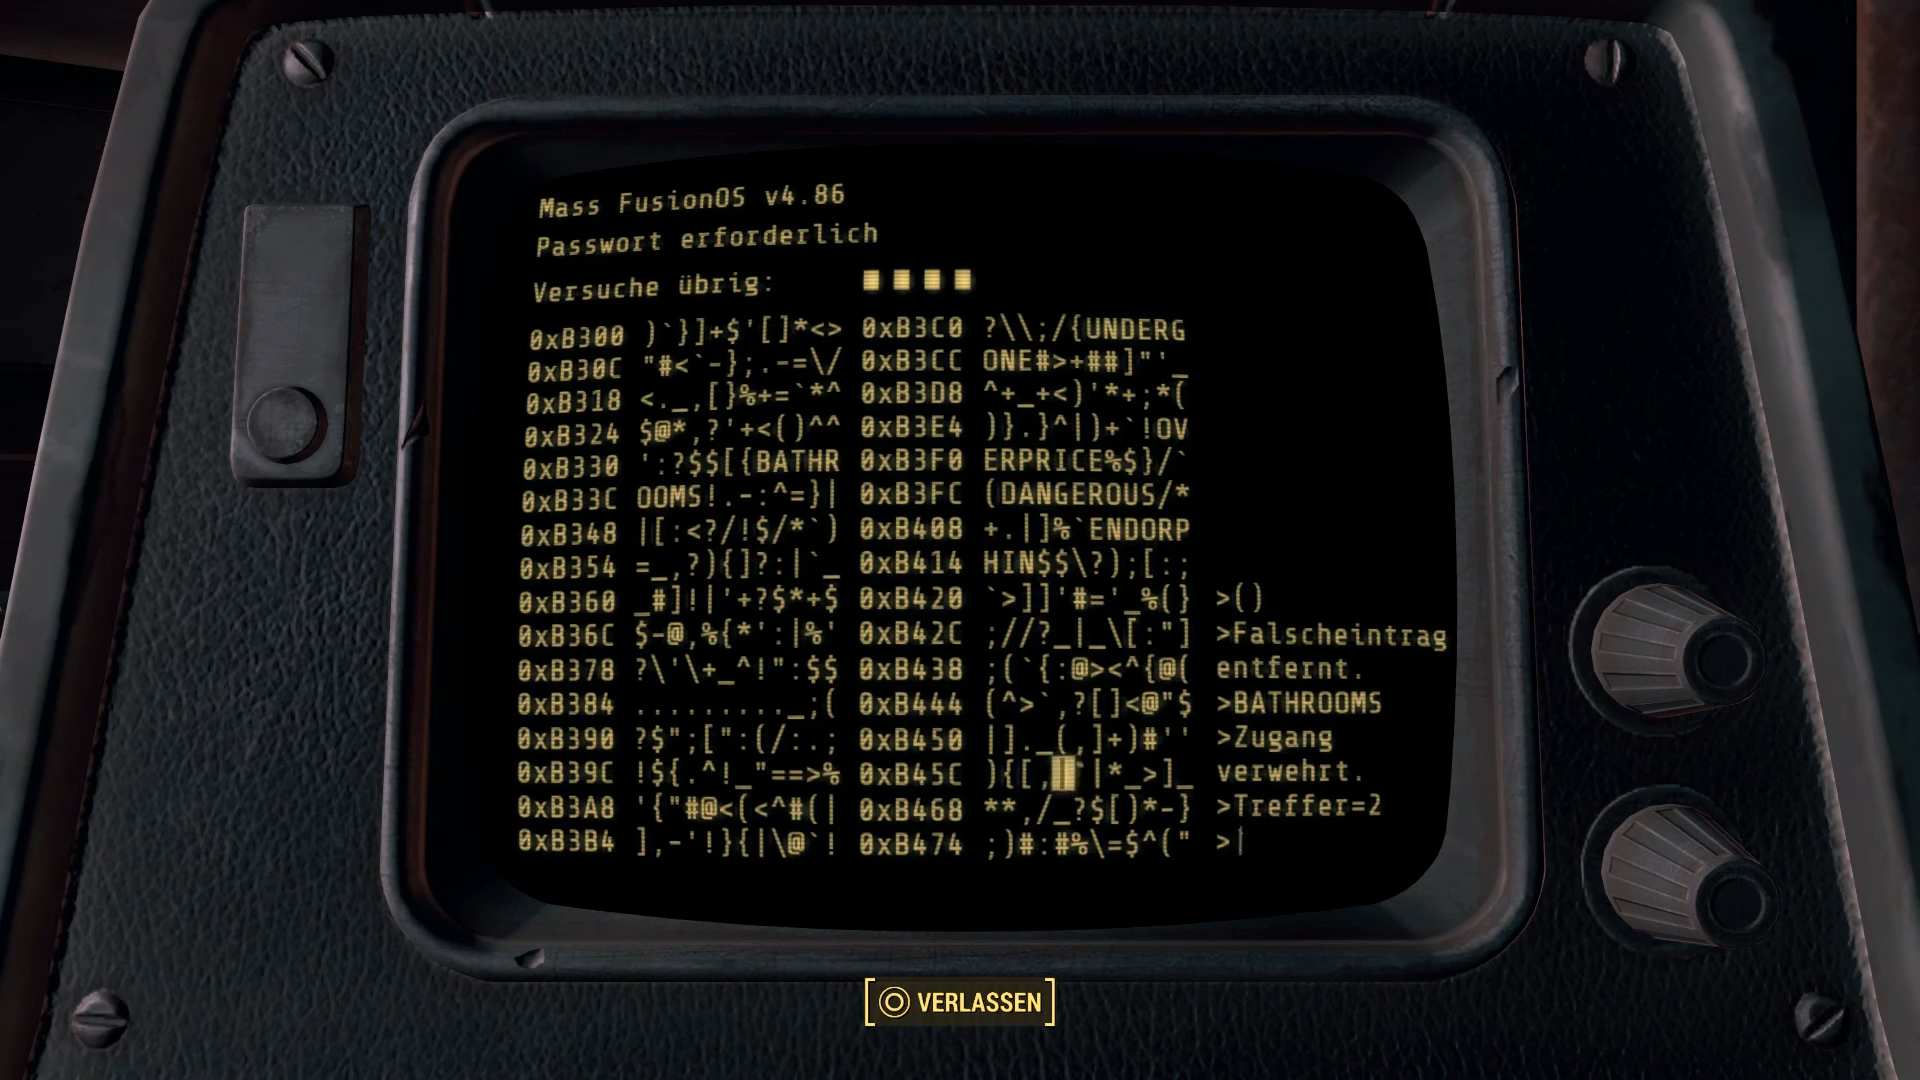 Mass FusionOS v4.86
Passwort erforderlich
Versuche übrig:
0xB300 )`}]+$'[]*<> 0xB3C0 ?\\;/{UNDERG
0xB30C "#<`-};.-=\/ 0xB3CC ONE#>+##]"'_
0xB318 <._,[}%+=`*^ 0xB3D8 ^+_+<)'*+;*(
0xB324 $@*,?'+<()^^ 0xB3E4 )}.}^|)+`!OV
0xB330 ':?$$[{BATHR 0xB3F0 ERPRICE%$}/`
0xB33C OOMS!.-:^=}| 0xB3FC (DANGEROUS/*
0xB348 |[:<?/!$/*`) 0xB408 +.|]%`ENDORP
0xB354 =_,?){]?:|`_ 0xB414 HIN$$\?);[:;
0xB360 _#]!|'+?$*+$ 0xB420 `>]]'#='_%(} >()
0xB36C $-@,%{*':|%' 0xB42C ;//?_|_\[:"] >Falscheintrag
0xB378 ?\'\+_^!":$$ 0xB438 ;(`{:@><^{@( entfernt.
0xB384 ........._;( 0xB444 (^>`,?[]<@"$ >BATHROOMS
0xB390 ?$";[":(/:.; 0xB450 |]._(,]+)#'' >Zugang
0xB39C !${.^!_"==>% 0xB45C ){[, |*_>]_ verwehrt.
0xB3A8 '{"#@<(<^#(| 0xB468 **,/_?$[)*-} >Treffer=2
0xB3B4 ],-'!}{|\@`! 0xB474 ;)#:#%\=$^(" >
VERLASSEN